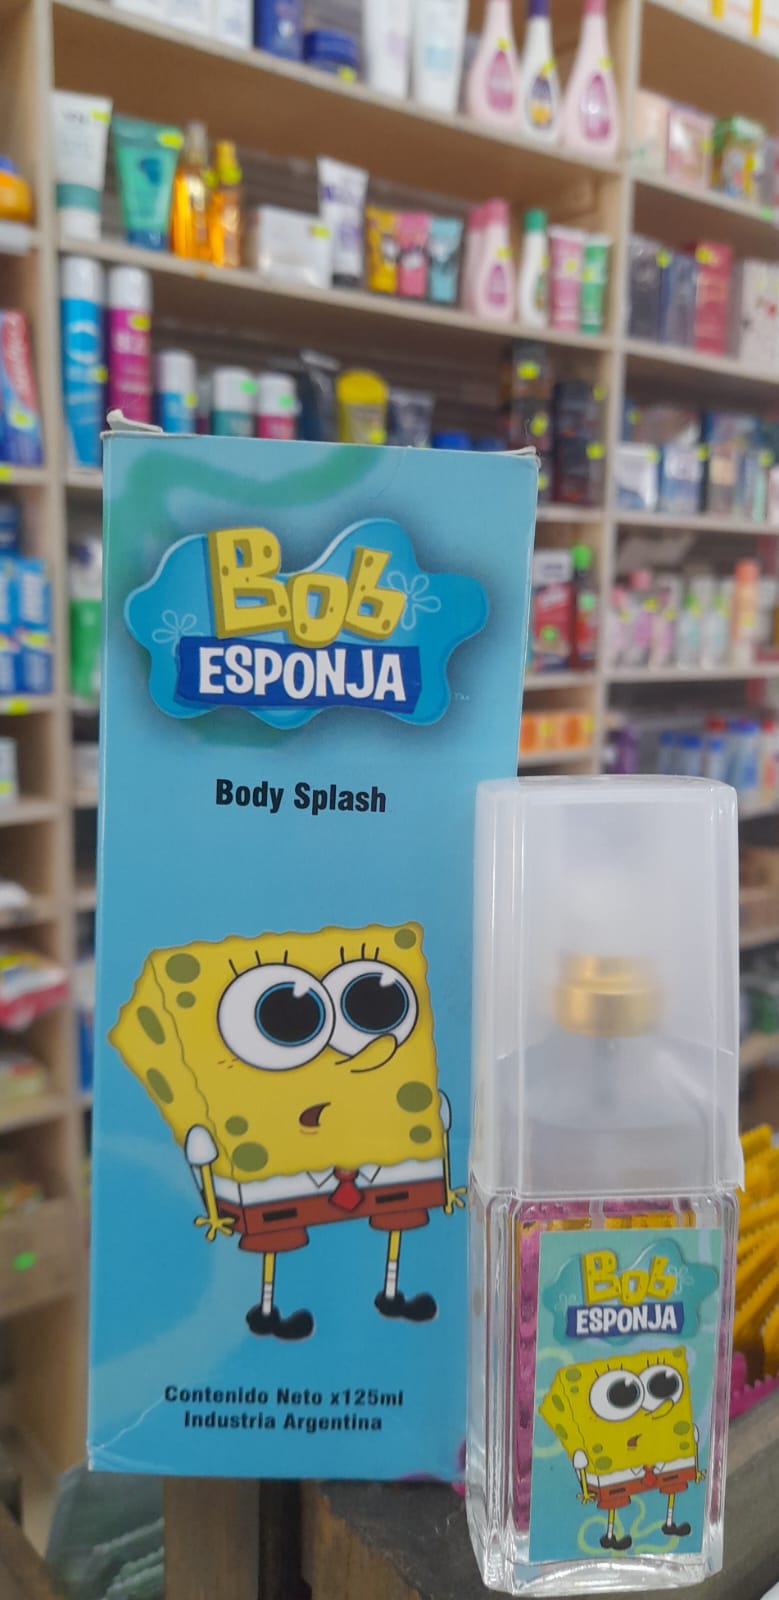 Bob
ESPONJA
Body Splash
Contenido Neto x125ml
Industria Argentina
Bob
ESPONJA